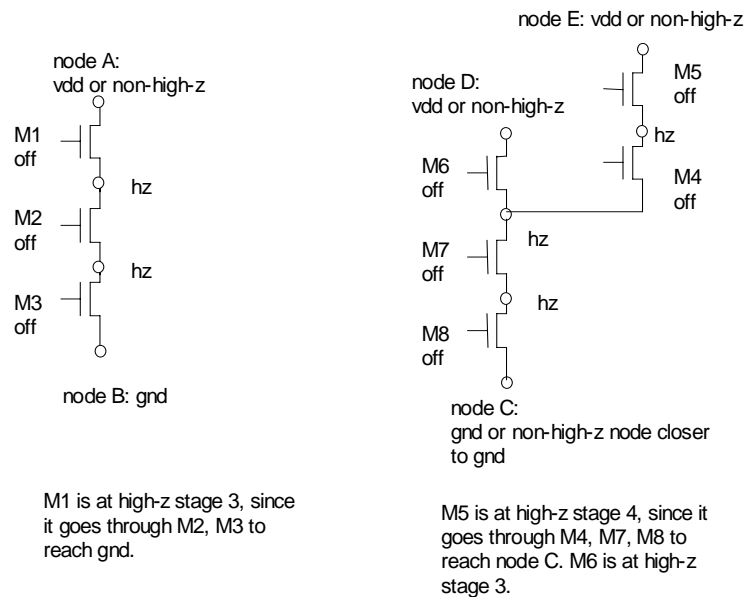 node E: vdd or non-high-z
node A:
vdd or non-high-z
node D:
vdd or non-high-z
M5
off
M1
off
hz
M6
off
hz
M4
off
M2
off
hz
hz
M7
off
M3
off
hz
M8
off
node B: gnd
node C:
gnd or non-high-z node closer
to gnd
M1 is at high-z stage 3, since
it goes through M2, M3 to
reach gnd.
M5 is at high-z stage 4, since it
goes through M4, M7, M8 to
reach node C. M6 is at high-z
stage 3.